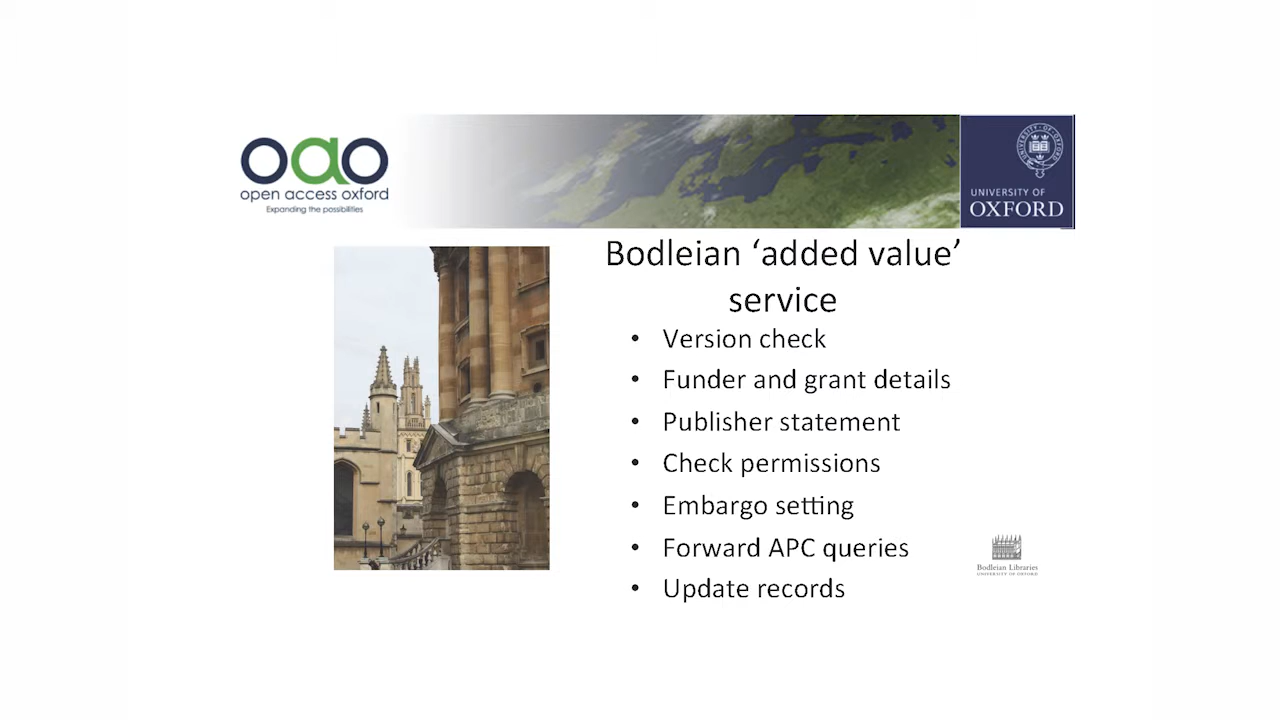 oao
open access oxford
Expanding the possibilities
UNIVERSITY OF
OXFORD
Bodleian ‘added value’
service
• Version check
• Funder and grant details
• Publisher statement
• Check permissions
• Embargo setting
• Forward APC queries
• Update records
Bodleian Libraries
UNIVERSITY OF OXFORD